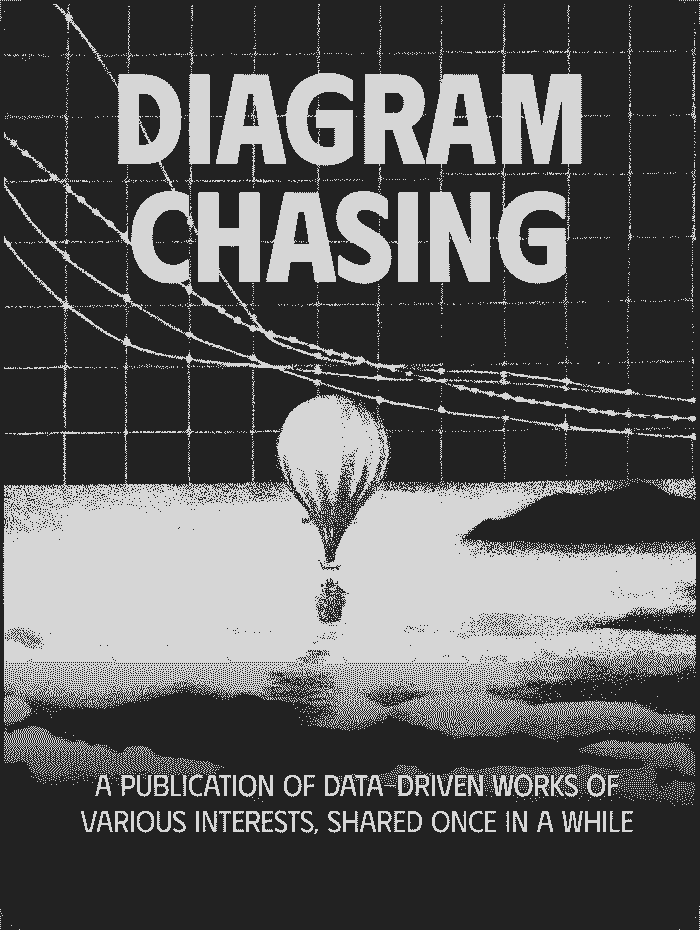 DIAGRAM
CHASING
A PUBLICATION OF DATA-DRIVEN WORKS OF
VARIOUS INTERESTS, SHARED ONCE IN A WHILE